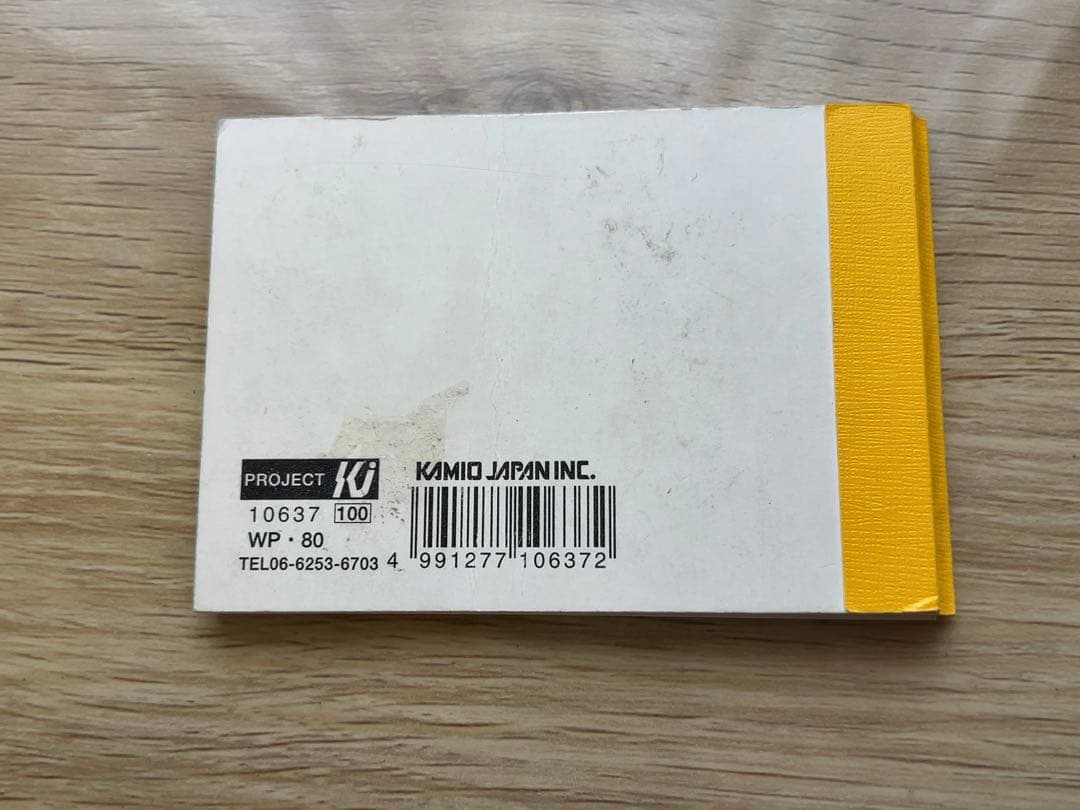 PROJECT Ki
10637 100
WP・80
TEL06-6253-6703
KAMIO JAPAN INC.
4 991277 106372